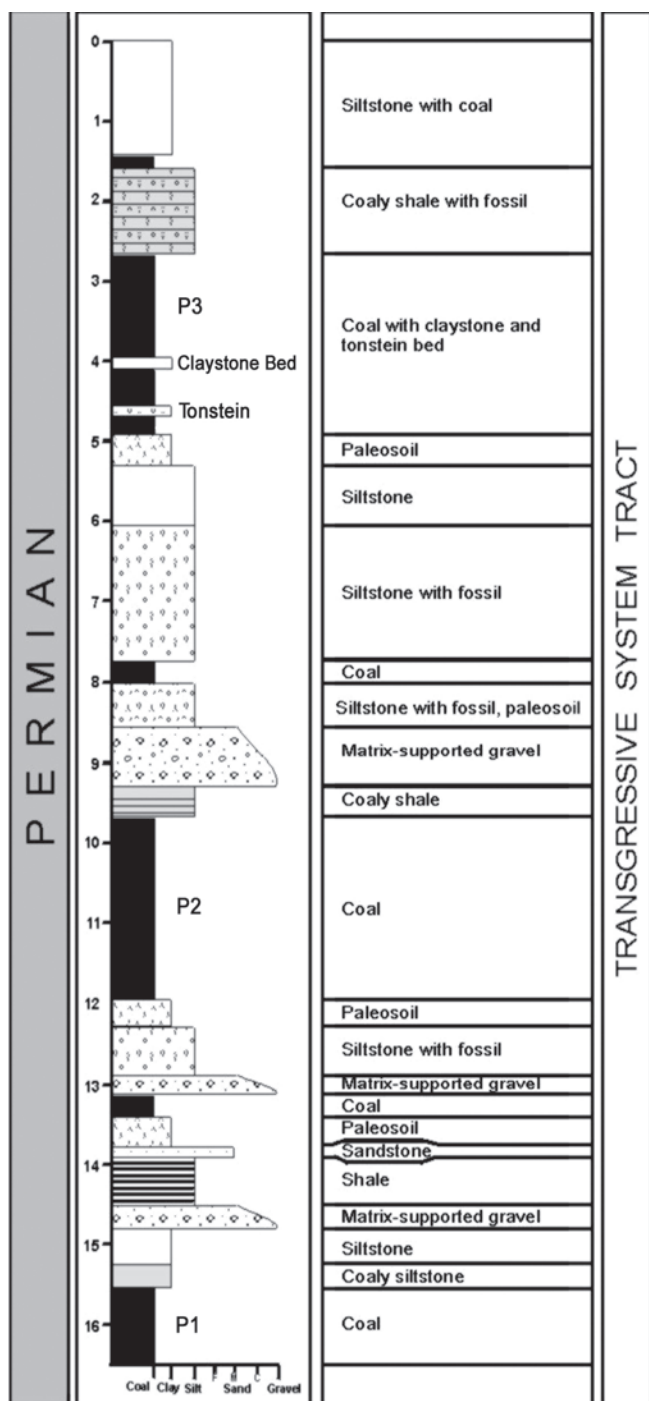 PERMIAN
0
1
2
3
4
5
6
7
8
9
10
11
12
13
14
15
16
P3
Claystone Bed
Tonstein
P2
P1
Coal Clay Silt F M C
Sand Gravel
Siltstone with coal
Coaly shale with fossil
Coal with claystone and
tonstein bed
Paleosoil
Siltstone
Siltstone with fossil
Coal
Siltstone with fossil, paleosoil
Matrix-supported gravel
Coaly shale
Coal
Paleosoil
Siltstone with fossil
Matrix-supported gravel
Coal
Paleosoil
Sandstone
Shale
Matrix-supported gravel
Siltstone
Coaly siltstone
Coal
TRANSGRESSIVE SYSTEM TRACT